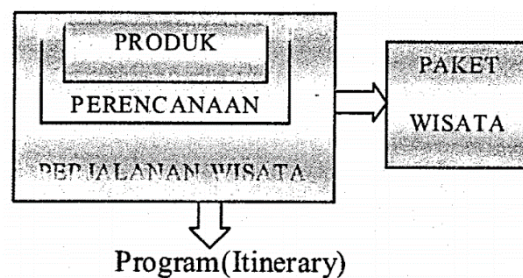 PRODUK
PERENCANAAN
PERJALANAN WISATA
PAKET
WISATA
Program(Itinerary)